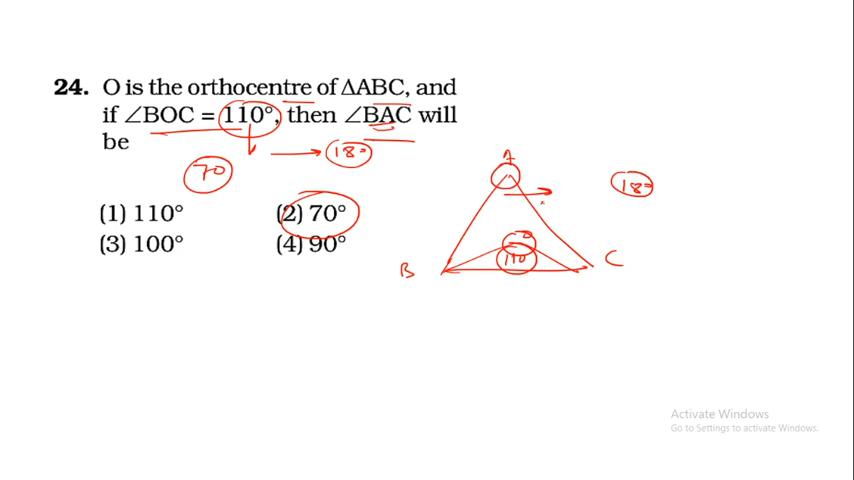 24. O is the orthocentre of ΔABC, and
if ∠BOC = 110°, then ∠BAC will
be
180
70
(1) 110°
(2) 70°
(3) 100°
(4) 90°
A
180
O
110
B
C
Activate Windows
Go to Settings to activate Windows.